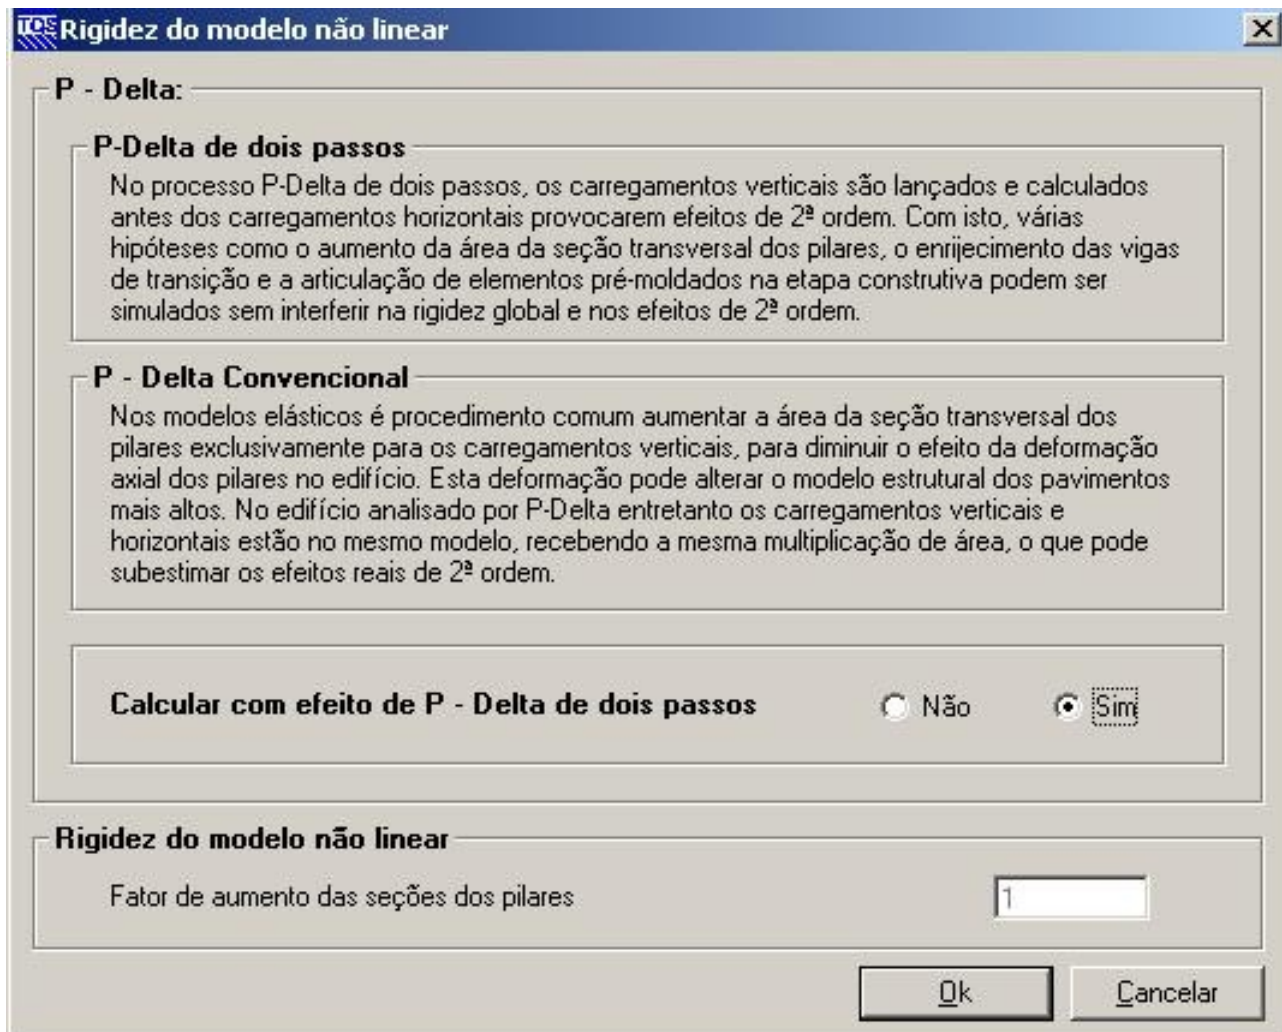 TQS Rigidez do modelo não linear
P - Delta:
P-Delta de dois passos
No processo P-Delta de dois passos, os carregamentos verticais são lançados e calculados
antes dos carregamentos horizontais provocarem efeitos de 2ª ordem. Com isto, várias
hipóteses como o aumento da área da seção transversal dos pilares, o enrijecimento das vigas
de transição e a articulação de elementos pré-moldados na etapa construtiva podem ser
simulados sem interferir na rigidez global e nos efeitos de 2ª ordem.
P - Delta Convencional
Nos modelos elásticos é procedimento comum aumentar a área da seção transversal dos
pilares exclusivamente para os carregamentos verticais, para diminuir o efeito da deformação
axial dos pilares no edifício. Esta deformação pode alterar o modelo estrutural dos pavimentos
mais altos. No edifício analisado por P-Delta entretanto os carregamentos verticais e
horizontais estão no mesmo modelo, recebendo a mesma multiplicação de área, o que pode
subestimar os efeitos reais de 2ª ordem.
Calcular com efeito de P - Delta de dois passos Não Sim
Rigidez do modelo não linear
Fator de aumento das seções dos pilares 1
Ok Cancelar